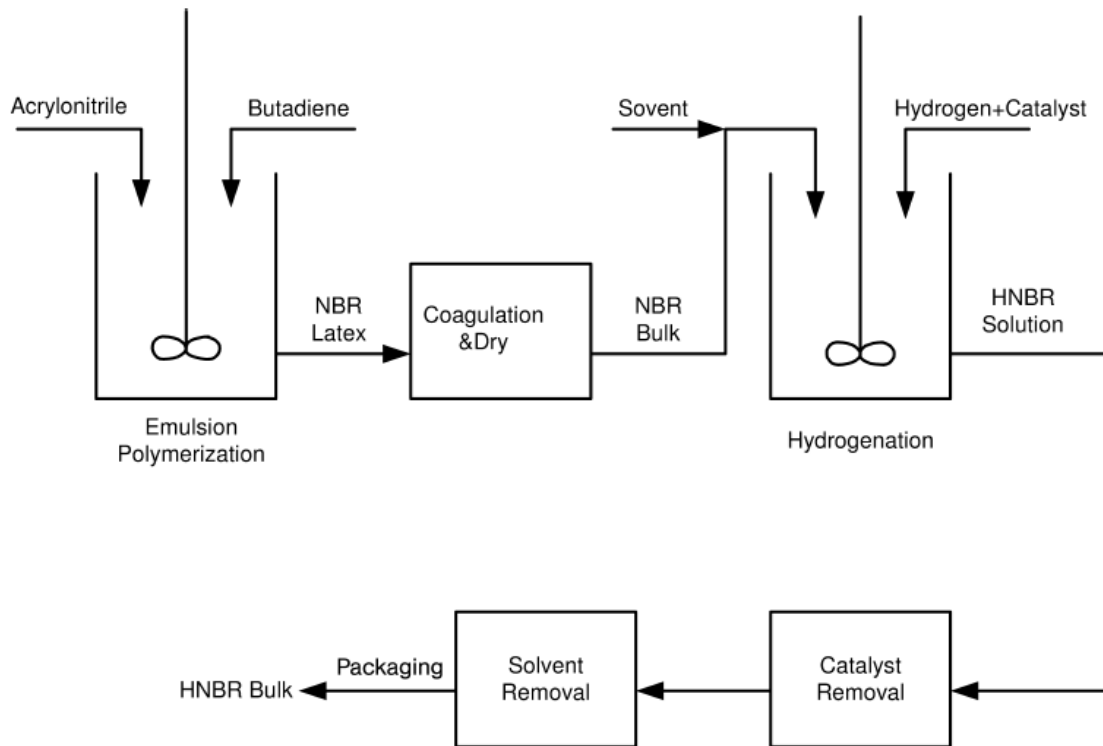 Acrylonitrile
Butadiene
Sovent
Hydrogen+Catalyst
NBR
Latex
Coagulation
&Dry
NBR
Bulk
HNBR
Solution
Emulsion
Polymerization
Hydrogenation
HNBR Bulk
Packaging
Solvent
Removal
Catalyst
Removal